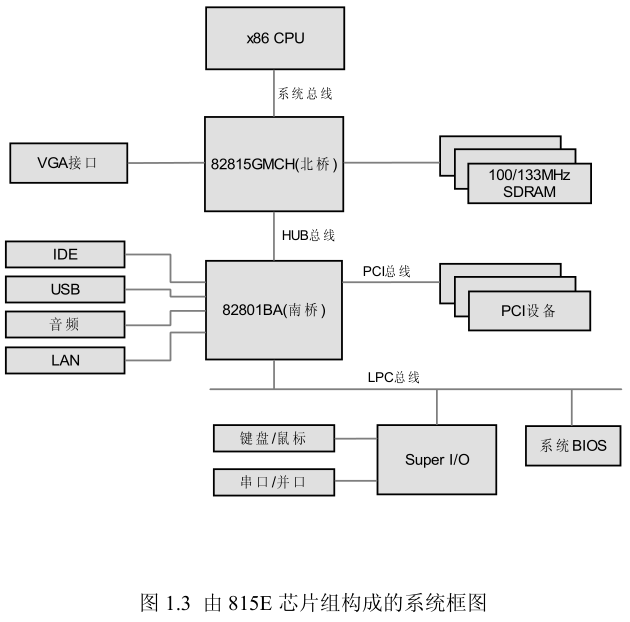 x86 CPU
系统总线
VGA接口
82815GMCH(北桥)
100/133MHz
SDRAM
HUB总线
IDE
USB
音频
LAN
82801BA(南桥)
PCI总线
PCI设备
LPC总线
键盘/鼠标
串口/并口
Super I/O
系统BIOS
图 1.3 由 815E 芯片组构成的系统框图